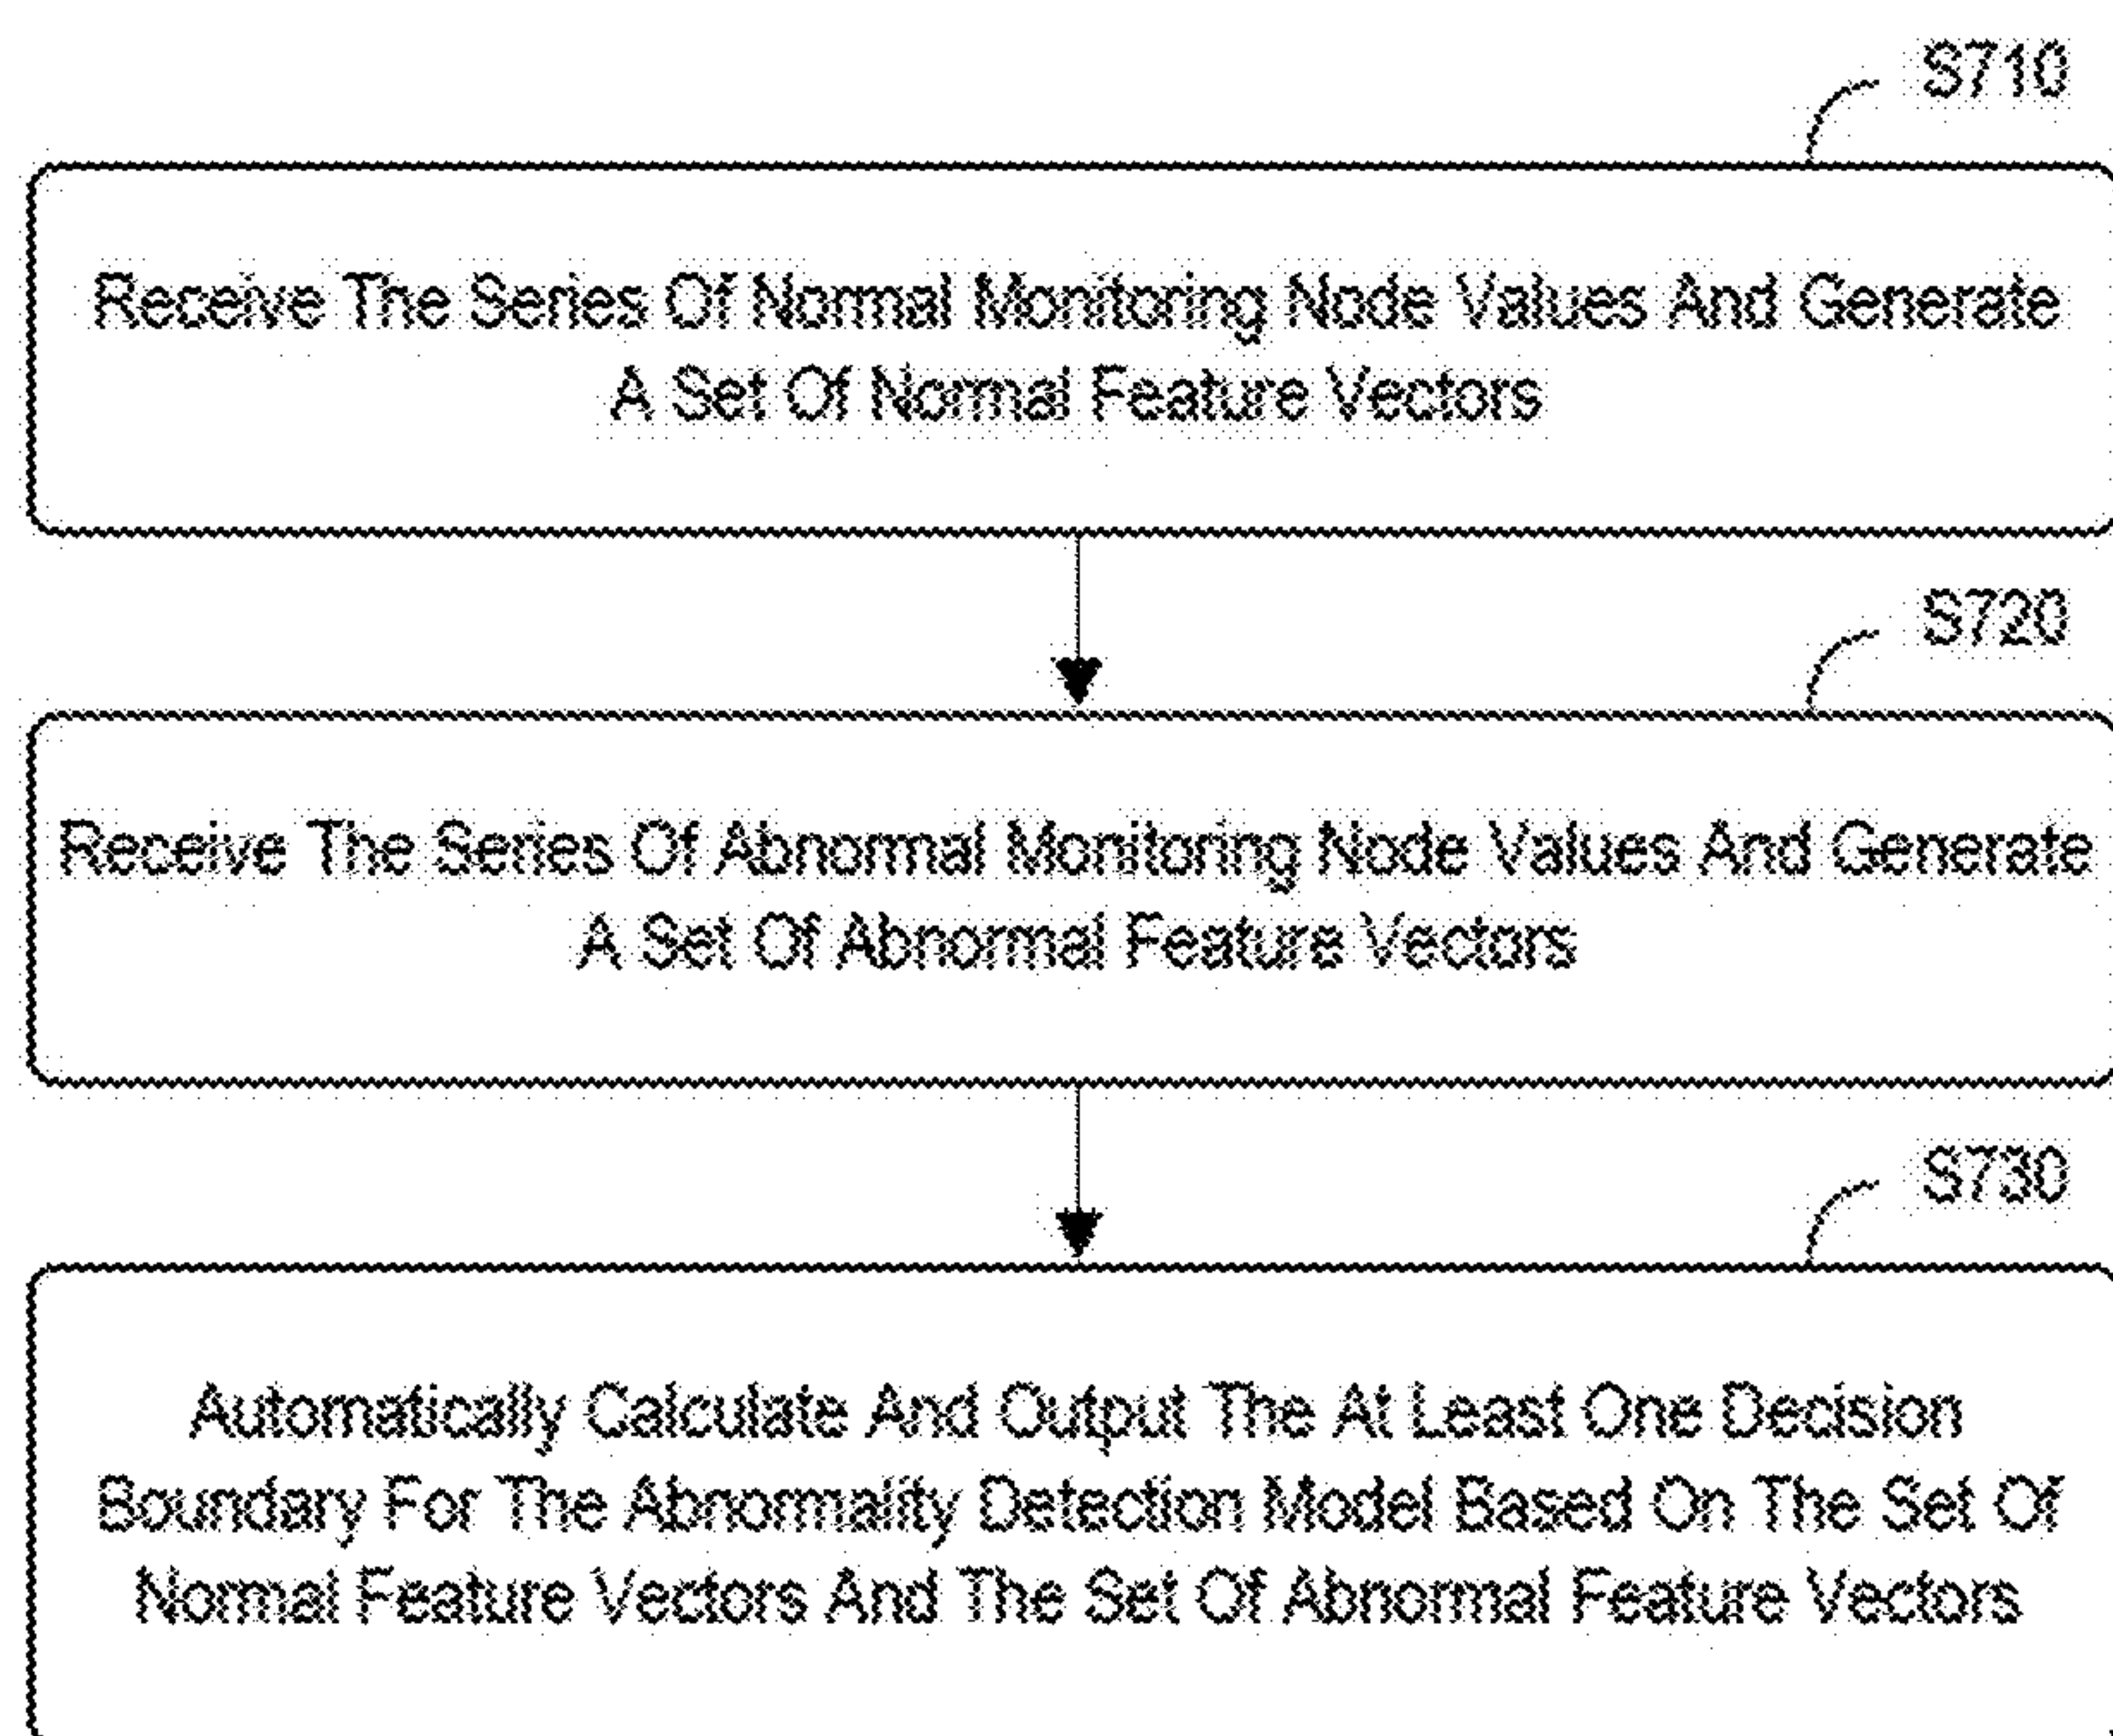 S710
Receive The Series Of Normal Monitoring Node Values And Generate
A Set Of Normal Feature Vectors
S720
Receive The Series Of Abnormal Monitoring Node Values And Generate
A Set Of Abnormal Feature Vectors
S730
Automatically Calculate And Output The At Least One Decision
Boundary For The Abnormality Detection Model Based On The Set Of
Normal Feature Vectors And The Set Of Abnormal Feature Vectors